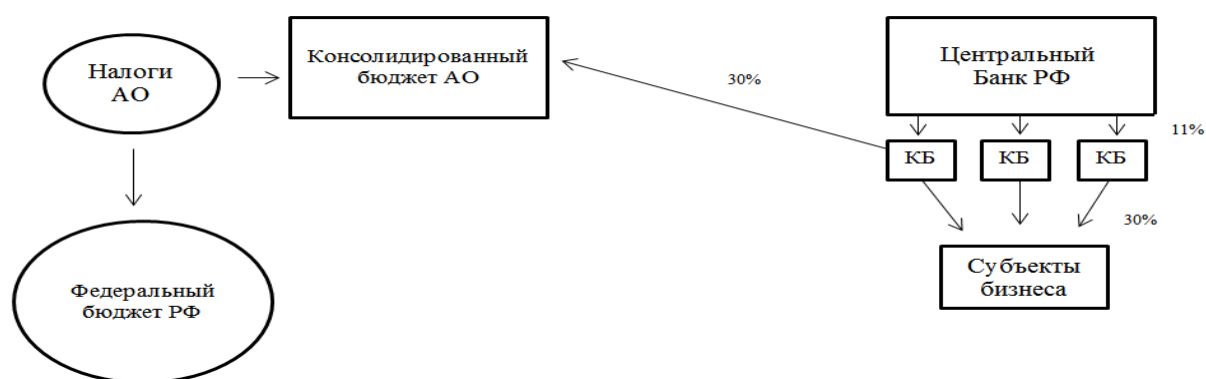 Налоги
АО
Консолидированный
бюджет АО
30%
Центральный
Банк РФ
11%
КБ
КБ
КБ
30%
Субъекты
бизнеса
Федеральный
бюджет РФ